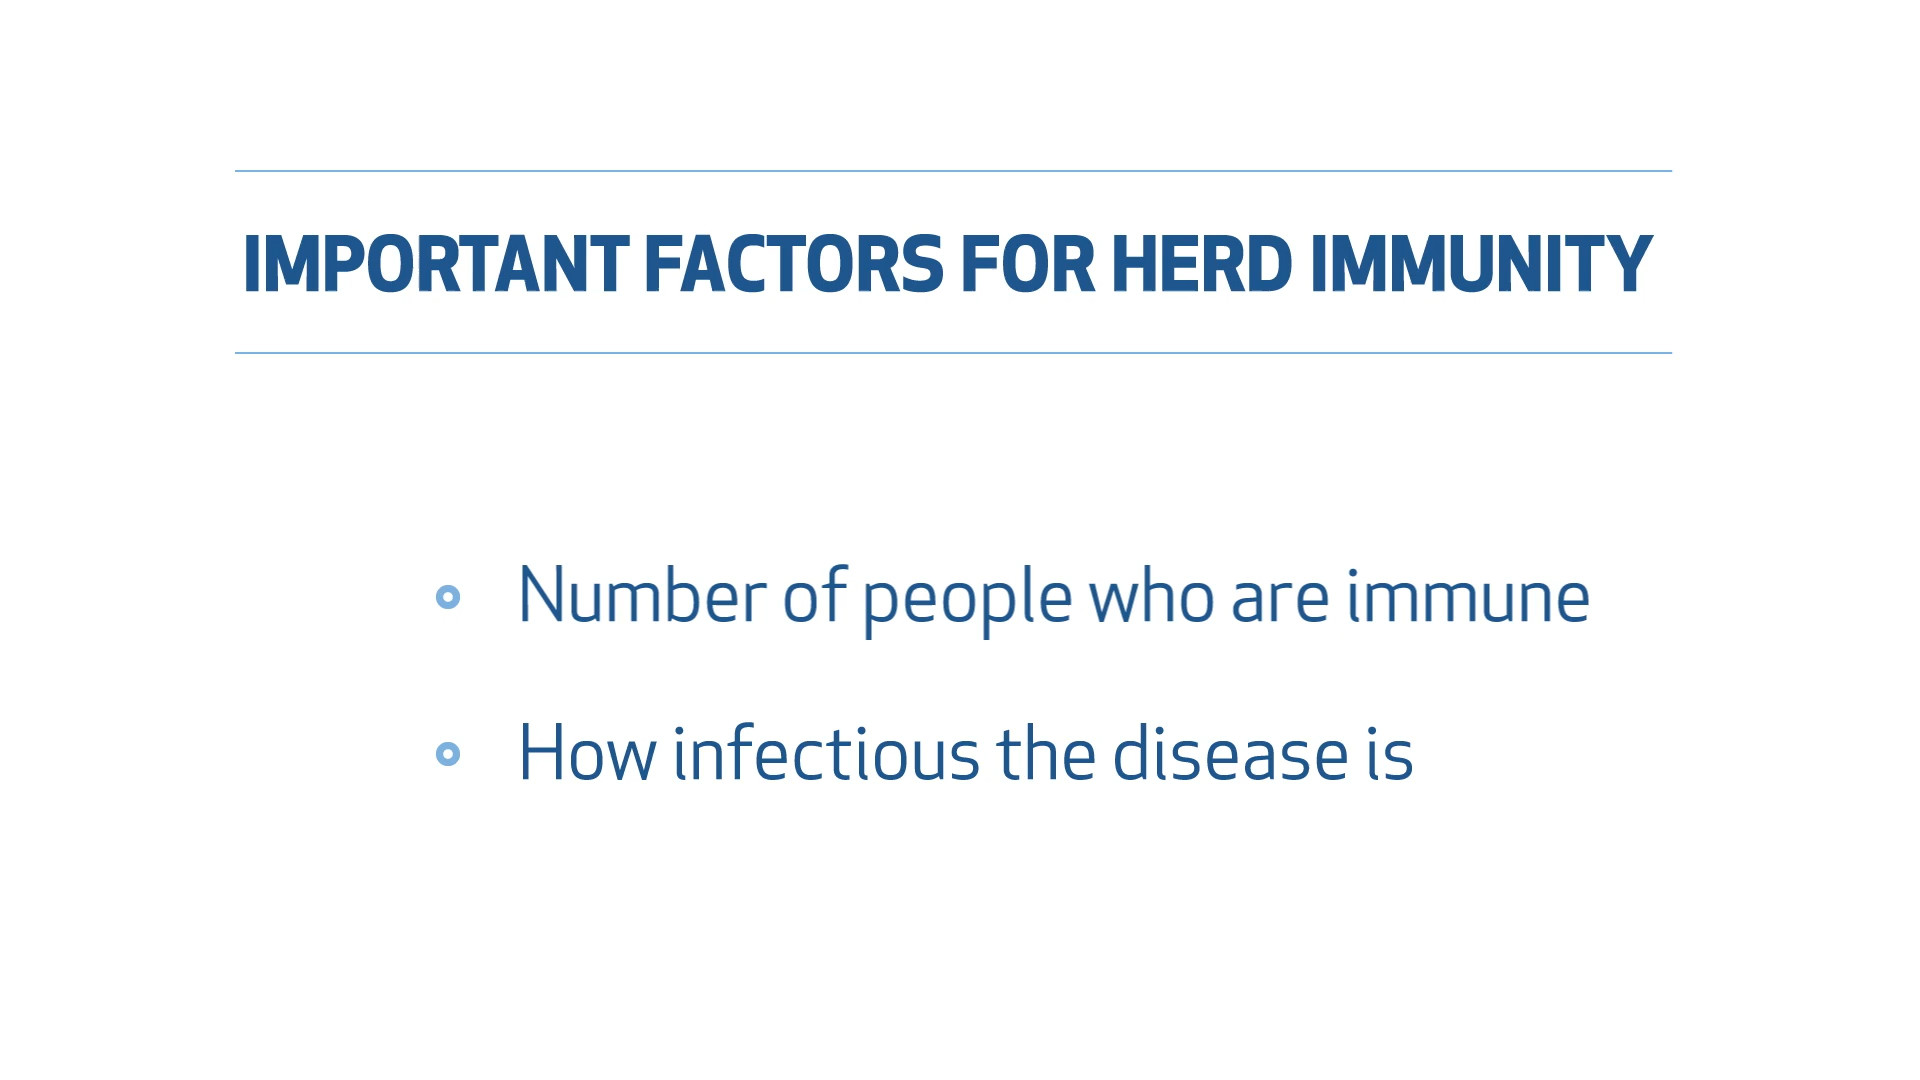 IMPORTANT FACTORS FOR HERD IMMUNITY
Number of people who are immune
How infectious the disease is